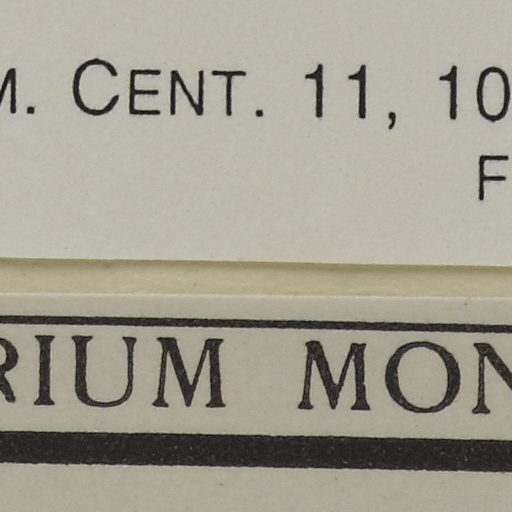 M. CENT. 11, 10
F
RIUM MON